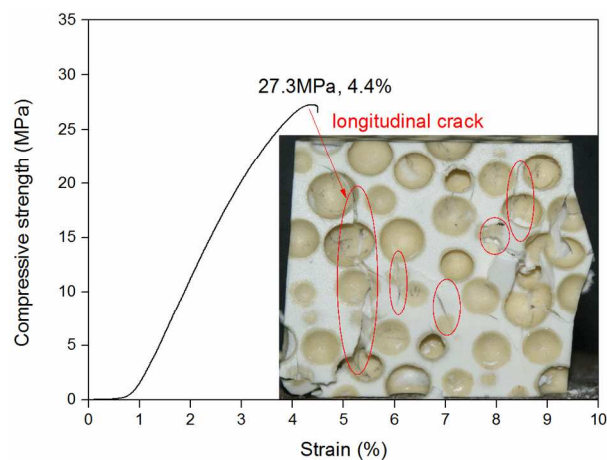 35
30
25
20
15
10
5
0
Compressive strength (MPa)
27.3MPa, 4.4%
longitudinal crack
0 1 2 3 4 5 6 7 8 9 10
Strain (%)